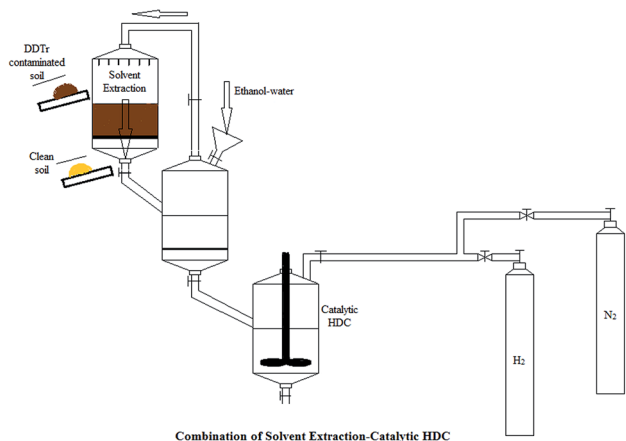 DDTr
contaminated
soil
Solvent
Extraction
Ethanol-water
Clean
soil
Catalytic
HDC
H2
N2
Combination of Solvent Extraction-Catalytic HDC